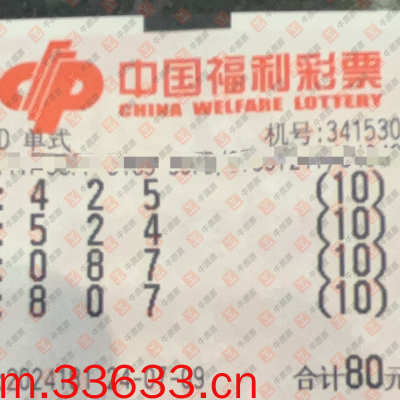 中国福利彩票
CHINA WELFARE LOTTERY
D 单式 机号:341530
: 4 2 5 (10)
: 5 2 4 (10)
: 0 8 7 (10)
: 8 0 7 (10)
合计80元
m.33633.cn